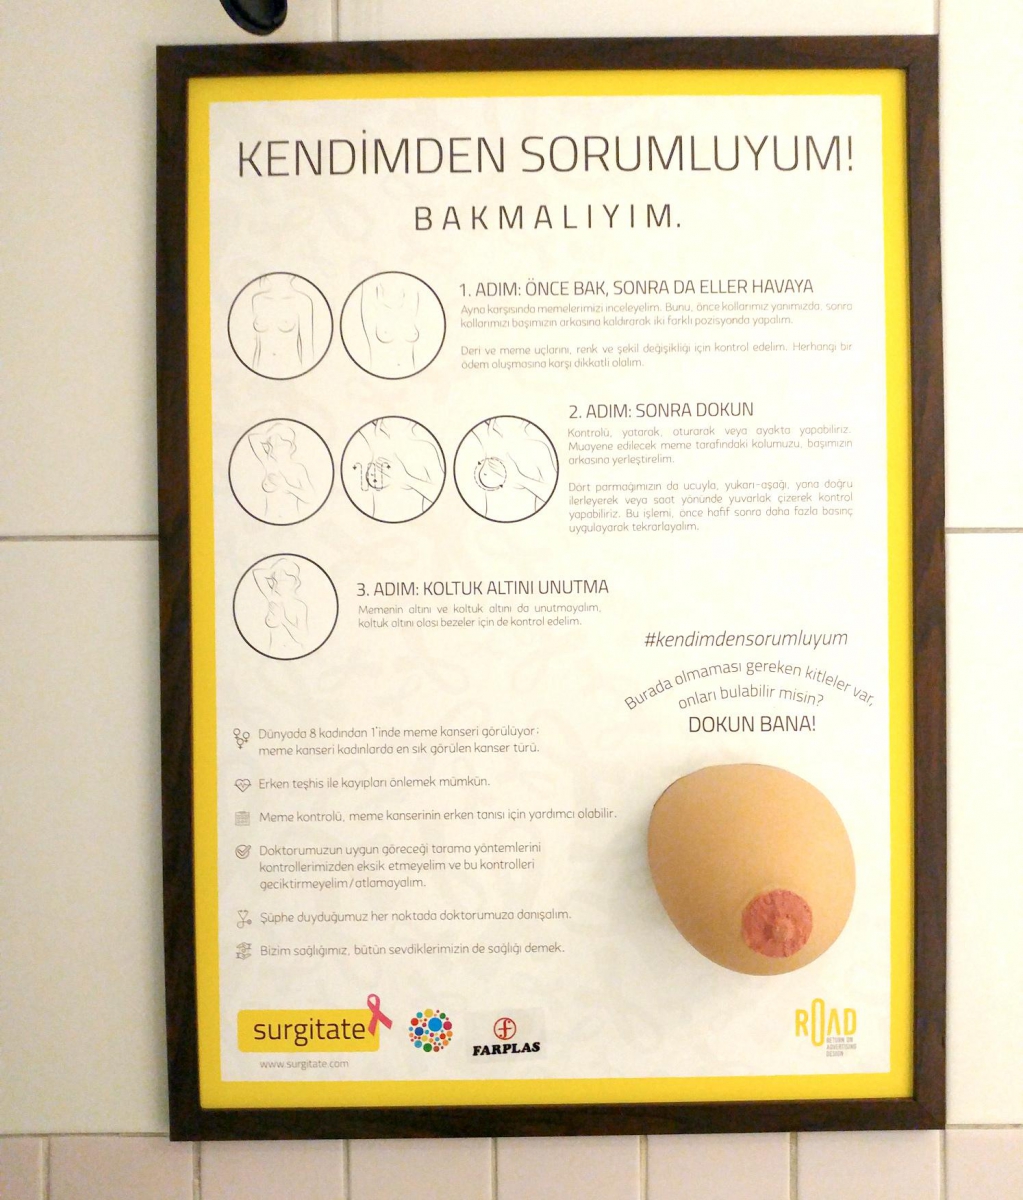 KENDİMDEN SORUMLUYUM!
BAKMALIYIM.
1. ADIM: ÖNCE BAK, SONRA DA ELLER HAVAYA
Ayna karşısında memelerimizi inceleyelim. Bunu, önce kollarımız yanımızda, sonra
kollarımızı başımızın arkasına kaldırarak iki farklı pozisyonda yapalım.
Deri ve meme uçlarını, renk ve şekil değişikliği için kontrol edelim. Herhangi bir
ödem oluşmasına karşı dikkatli olalım.
2. ADIM: SONRA DOKUN
Kontrolü, yatarak, oturarak veya ayakta yapabiliriz.
Muayene edilecek meme tarafındaki kolumuzu, başımızın
arkasına yerleştirelim.
Dört parmağımızın da ucuyla, yukarı-aşağı, yana doğru
ilerleyerek veya saat yönünde yuvarlak çizerek kontrol
yapabiliriz. Bu işlemi, önce hafif sonra daha fazla basınç
uygulayarak tekrarlayalım.
3. ADIM: KOLTUK ALTINI UNUTMA
Memenin altını ve koltuk altını da unutmayalım,
koltuk altını olası bezeler için de kontrol edelim.
#kendimdensorumluyum
Burada olmaması gereken kitleler var,
onları bulabilir misin?
DOKUN BANA!
Dünyada 8 kadından 1'inde meme kanseri görülüyor;
meme kanseri kadınlarda en sık görülen kanser türü.
Erken teşhis ile kayıpları önlemek mümkün.
Meme kontrolü, meme kanserinin erken tanısı için yardımcı olabilir.
Doktorumuzun uygun göreceği tarama yöntemlerini
kontrollerimizden eksik etmeyelim ve bu kontrolleri
geciktirmeyelim/atlamayalım.
Şüphe duyduğumuz her noktada doktorumuza danışalım.
Bizim sağlığımız, bütün sevdiklerimizin de sağlığı demek.
surgitate
www.surgitate.com
FARPLAS
ROAD
RETURN ON
ADVERTISING
DESIGN